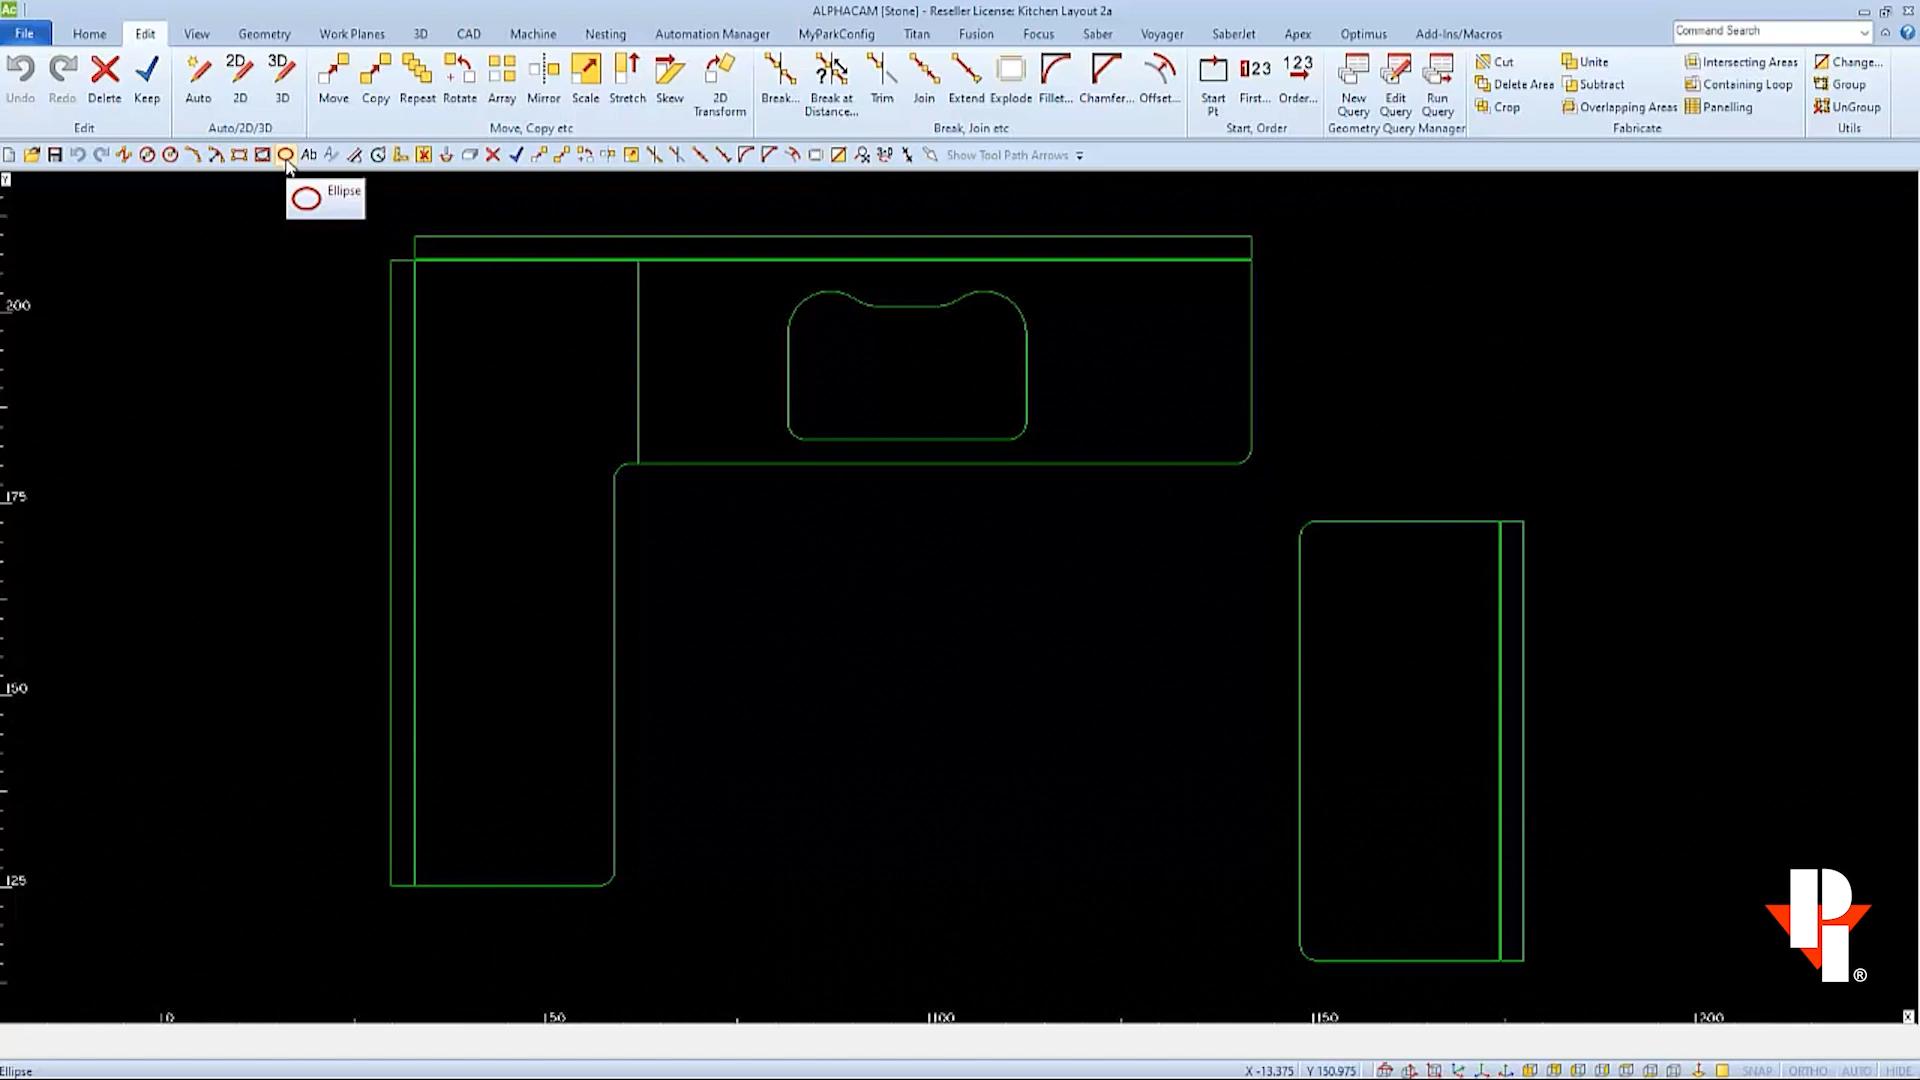 ALPHACAM [Stone] - Reseller License: Kitchen Layout 2a
File Home Edit View Geometry Work Planes 3D CAD Machine Nesting Automation Manager MyParkConfig Titan Fusion Focus Saber Voyager SaberJet Apex Optimus Add-Ins/Macros Command Search
Undo Redo Delete Keep
Edit
Auto 2D 3D
Auto/2D/3D
Move Copy Repeat Rotate Array Mirror Scale Stretch Skew 2D Transform
Move, Copy etc
Break... Break at Distance... Trim Join Extend Explode Fillet... Chamfer... Offset...
Break, Join etc
Start Pt First... Order...
Start, Order
New Query Edit Query Run Query
Geometry Query Manager
Cut Unite Intersecting Areas
Delete Area Subtract Containing Loop
Crop Overlapping Areas Panelling
Fabricate
Change...
Group
UnGroup
Utils
Show Tool Path Arrows
Ellipse
Y
200
175
150
125
0 50 100 150 200
X
PI ®
Ellipse
X -13.375 Y 150.975 SNAP ORTHO AUTO HIDE